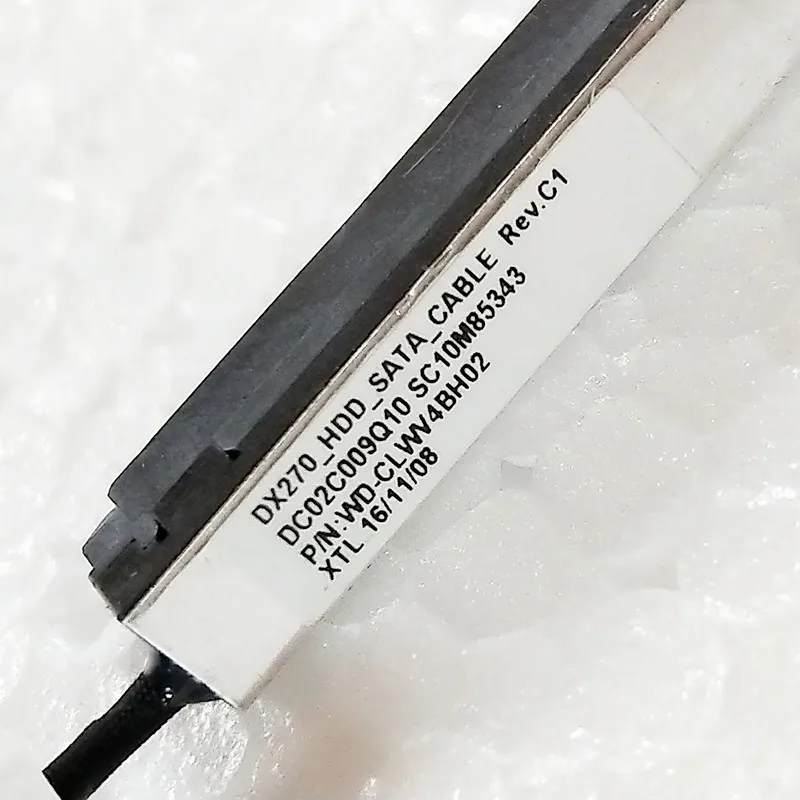 DX270_HDD_SATA_CABLE Rev.C1
DC02C009Q10 SC10M85343
P/N:WD-CLWV4BH02
XTL 16/11/08